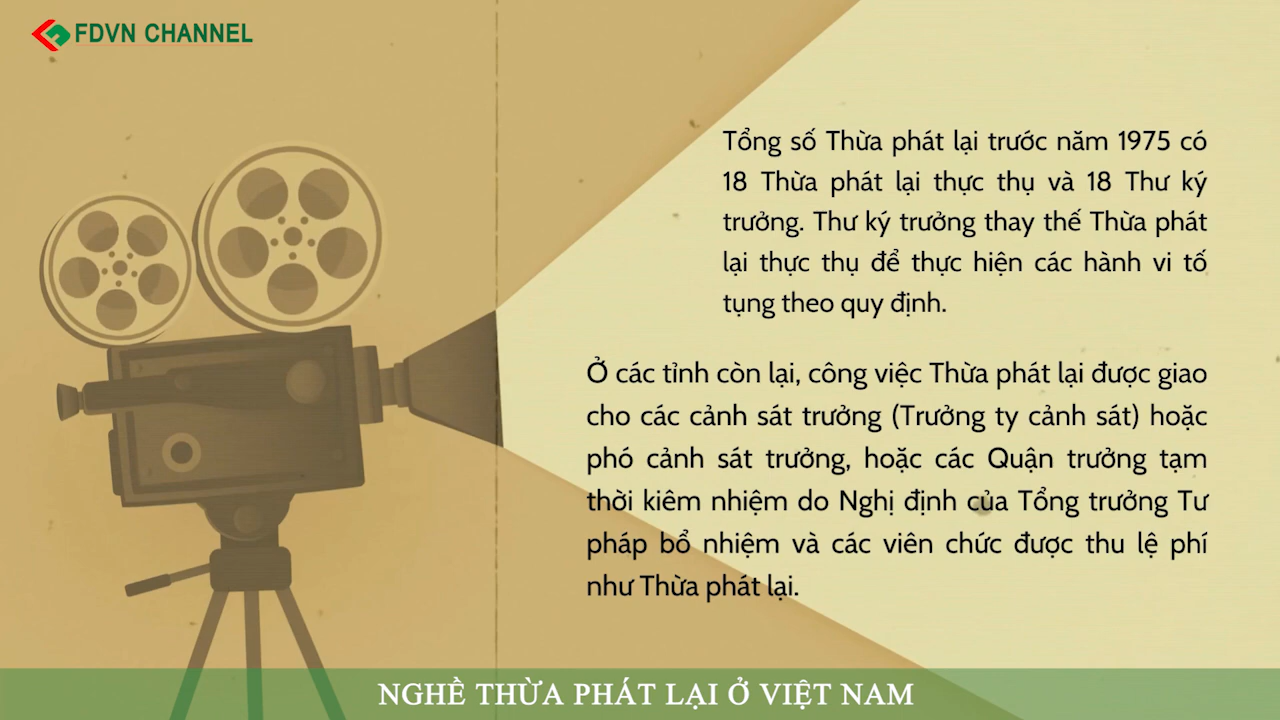 FDVN CHANNEL
Tổng số Thừa phát lại trước năm 1975 có
18 Thừa phát lại thực thụ và 18 Thư ký
trưởng. Thư ký trưởng thay thế Thừa phát
lại thực thụ để thực hiện các hành vi tố
tụng theo quy định.
Ở các tỉnh còn lại, công việc Thừa phát lại được giao
cho các cảnh sát trưởng (Trưởng ty cảnh sát) hoặc
phó cảnh sát trưởng, hoặc các Quận trưởng tạm
thời kiêm nhiệm do Nghị định của Tổng trưởng Tư
pháp bổ nhiệm và các viên chức được thu lệ phí
như Thừa phát lại.
NGHỀ THỪA PHÁT LẠI Ở VIỆT NAM